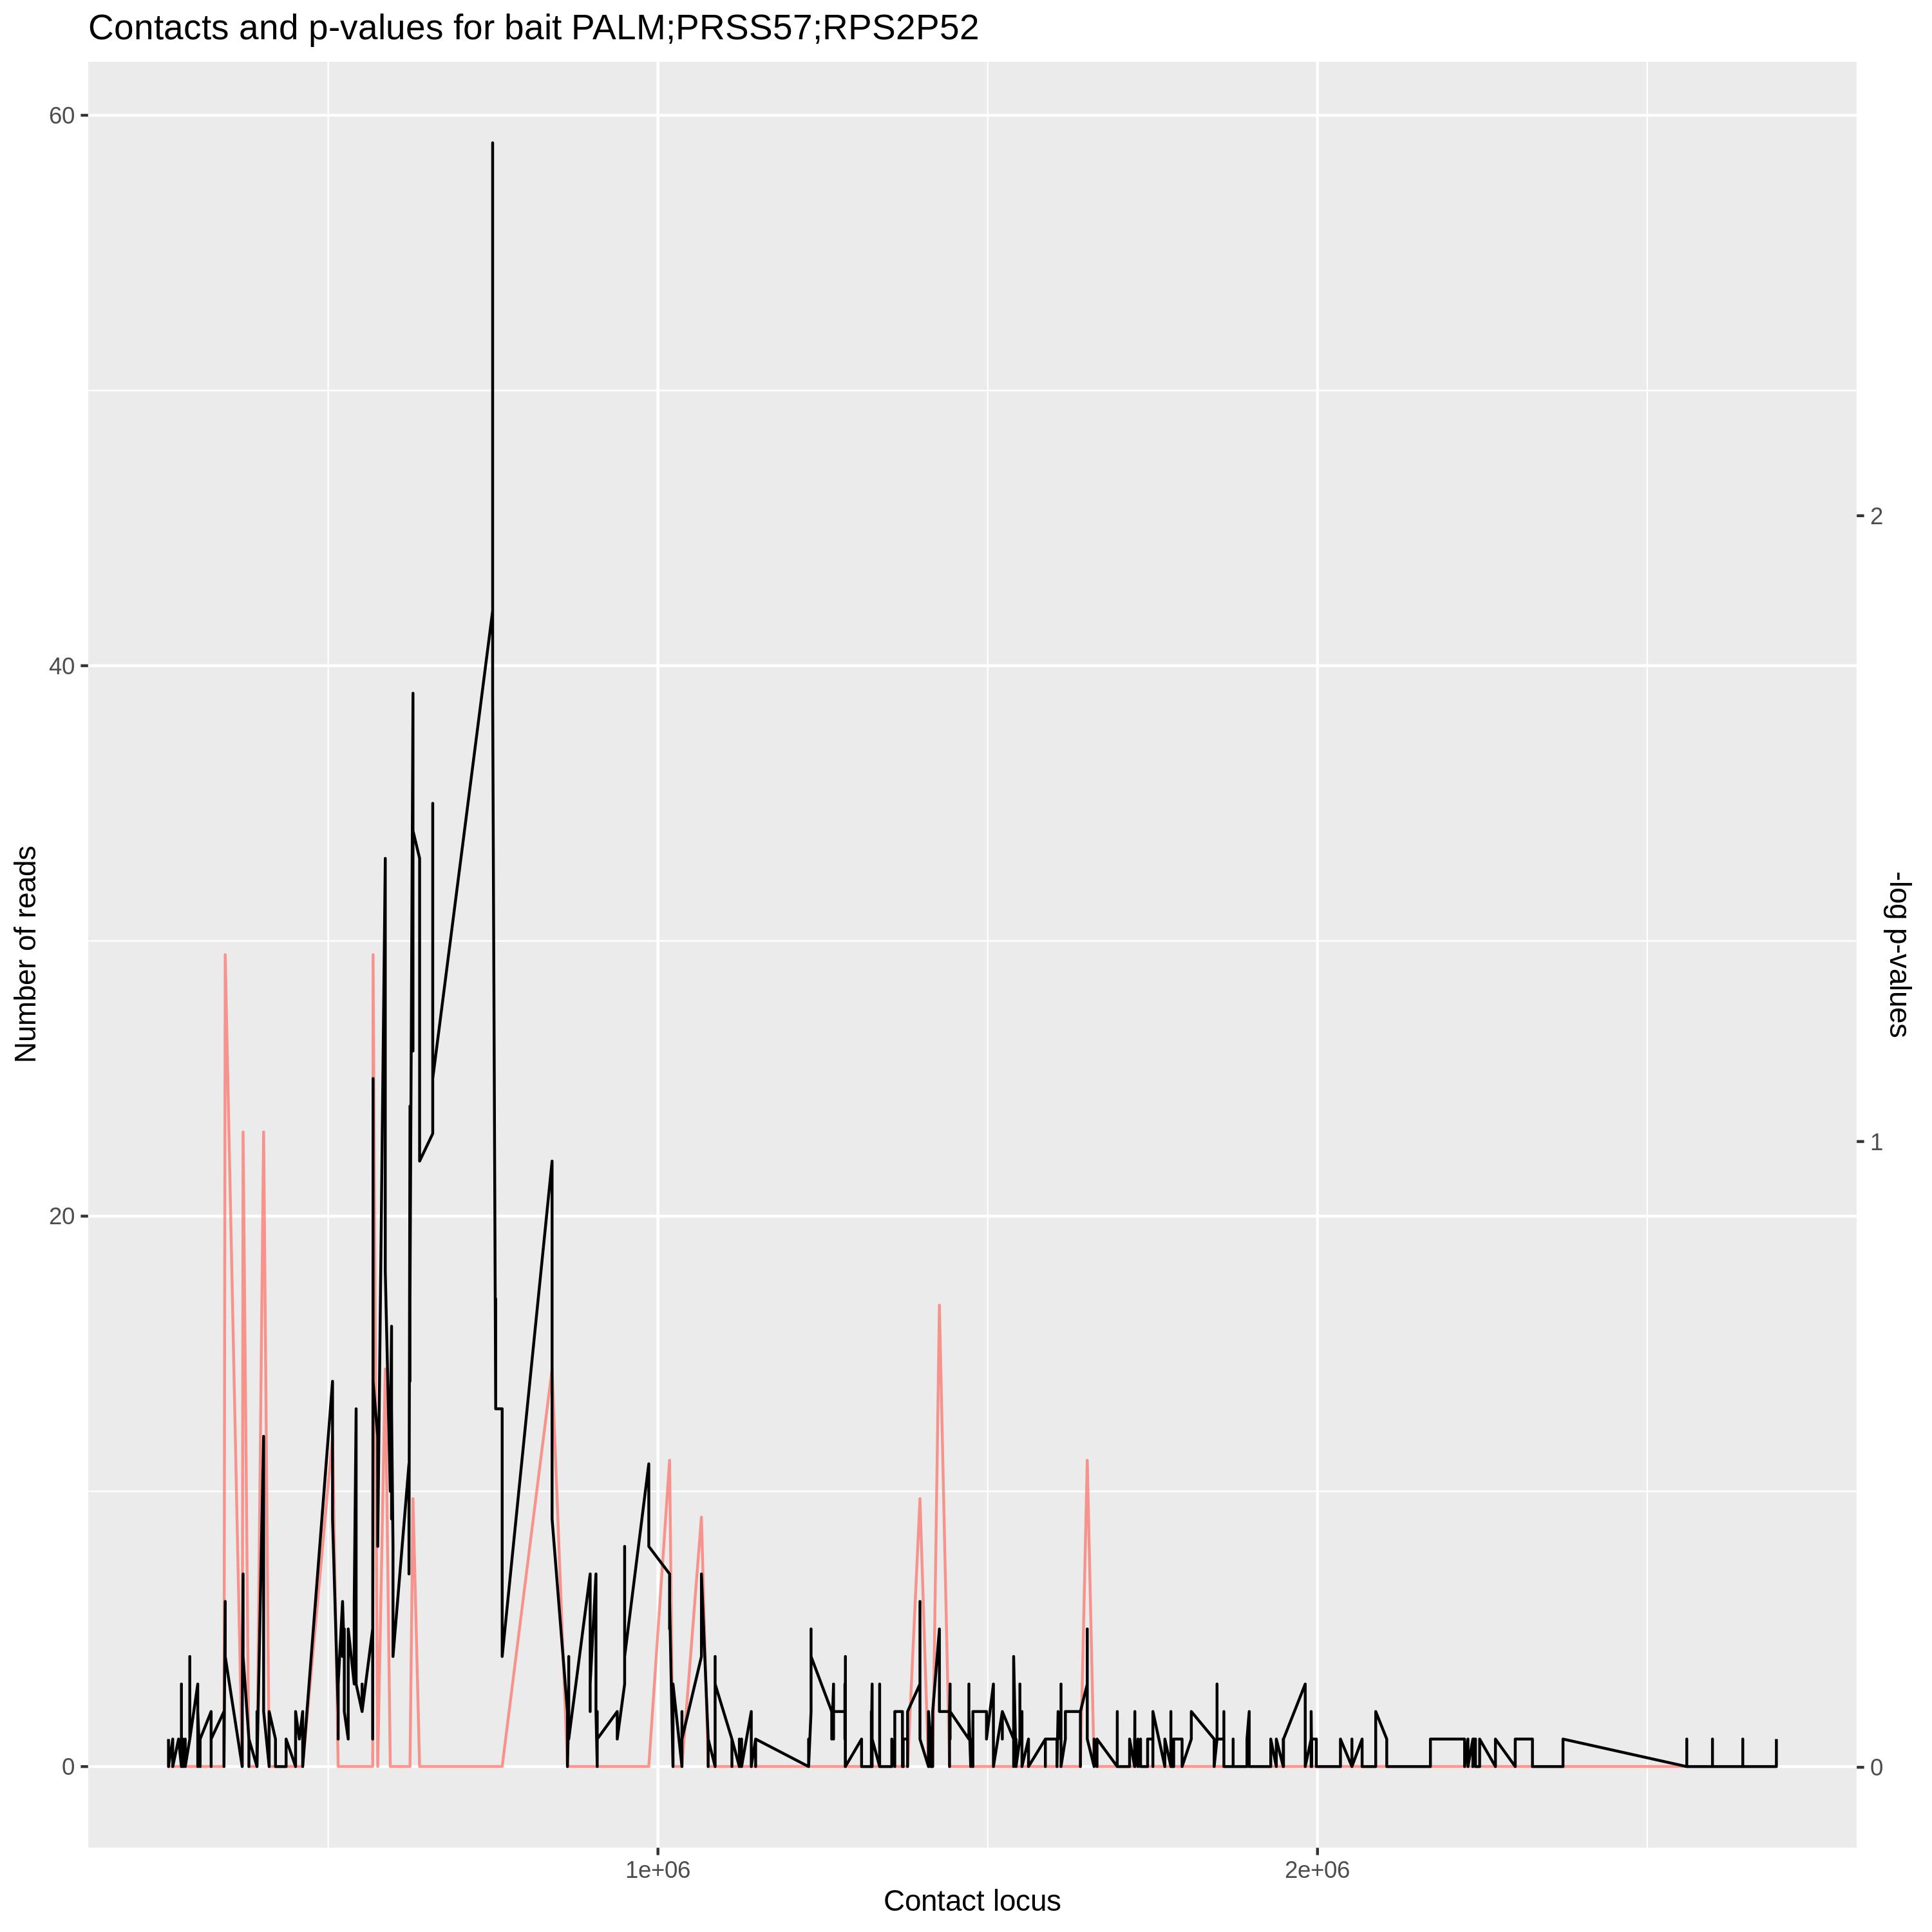 Contacts and p-values for bait PALM;PRSS57;RPS2P52
60
40
20
0
Number of reads
2
1
0
-log p-values
1e+06
2e+06
Contact locus